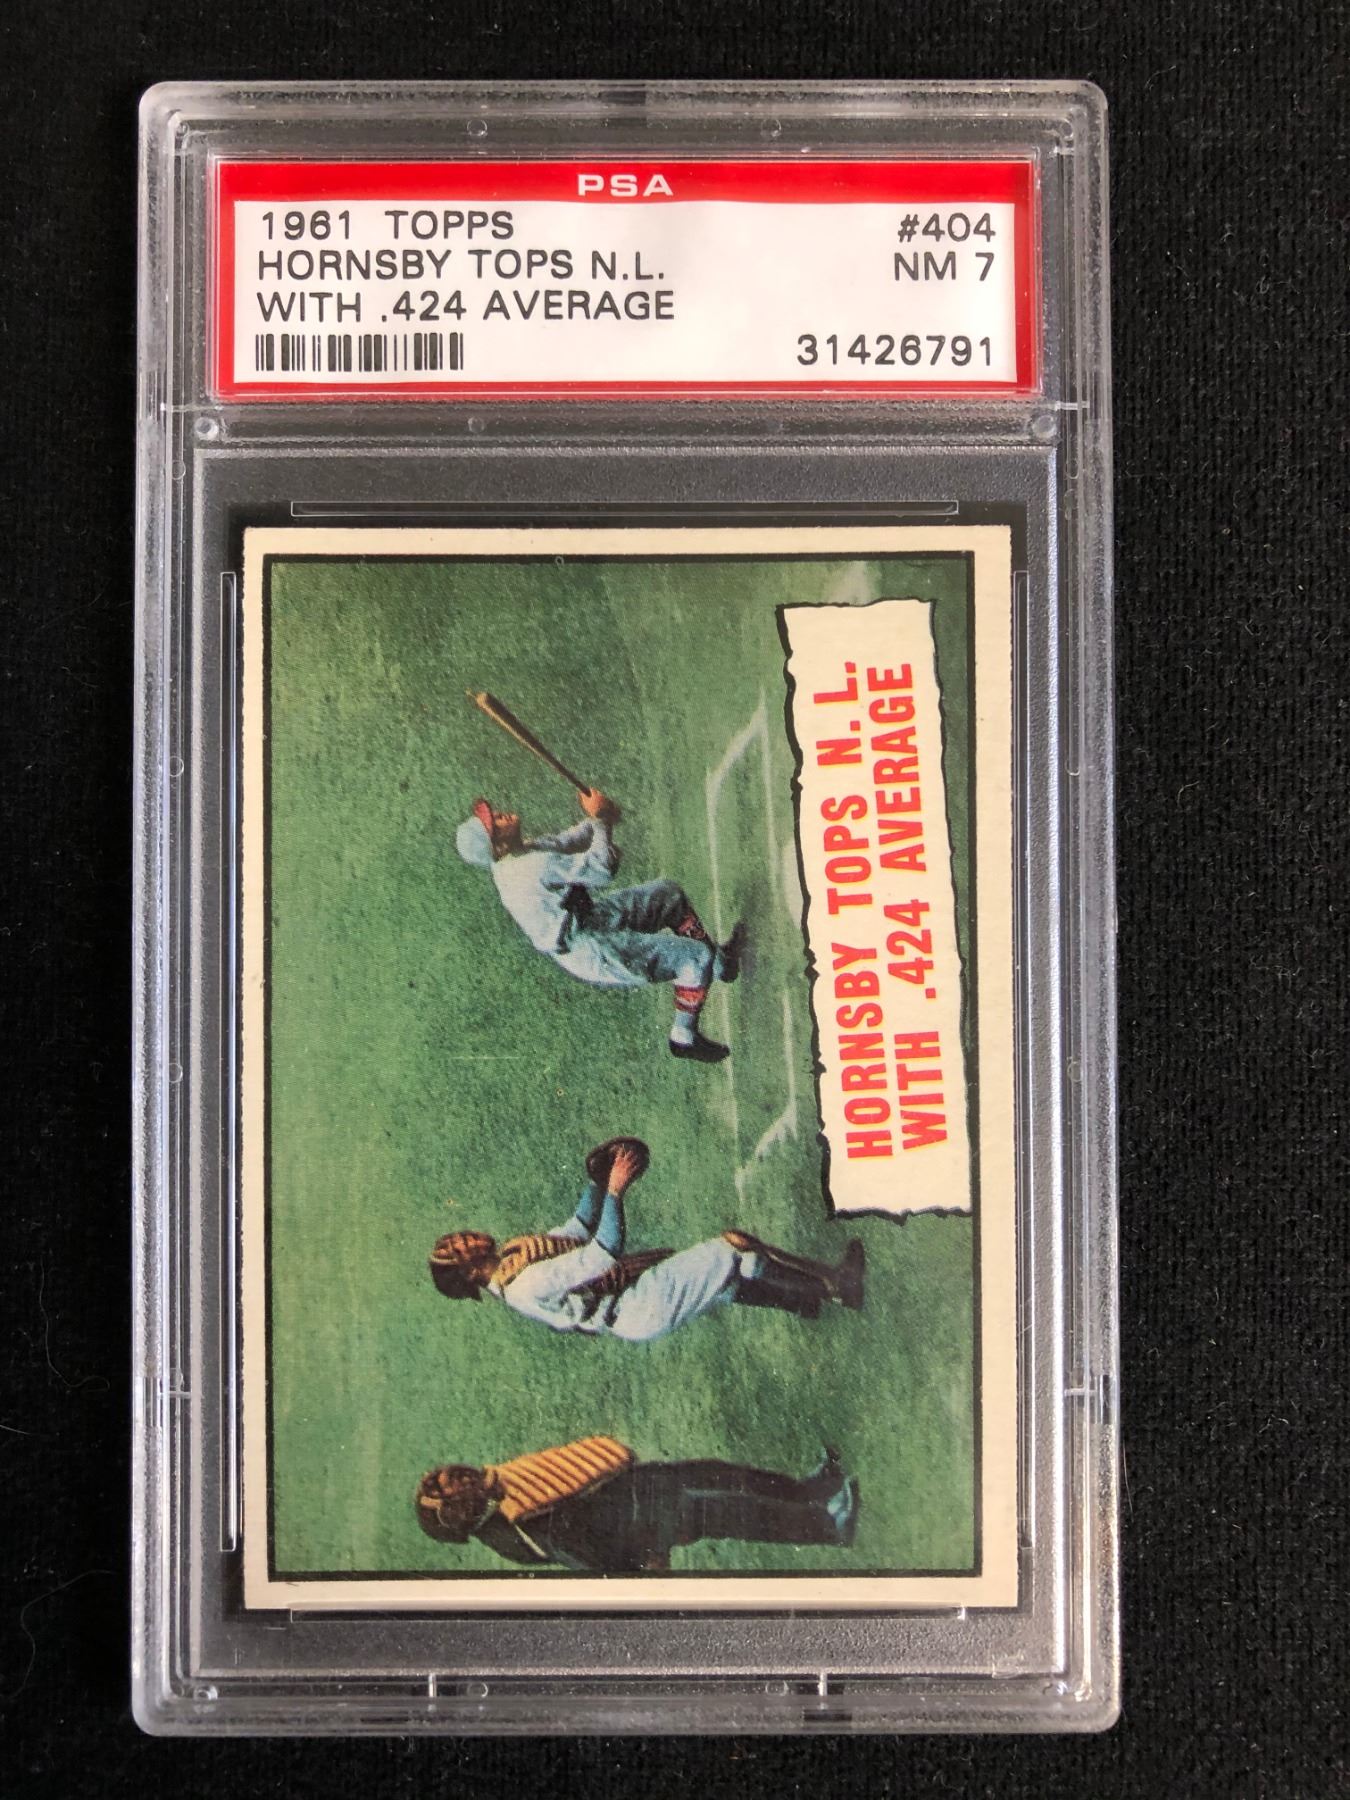 PSA
1961 TOPPS #404
HORNSBY TOPS N.L. NM 7
WITH .424 AVERAGE
31426791
HORNSBY TOPS N.L.
WITH .424 AVERAGE